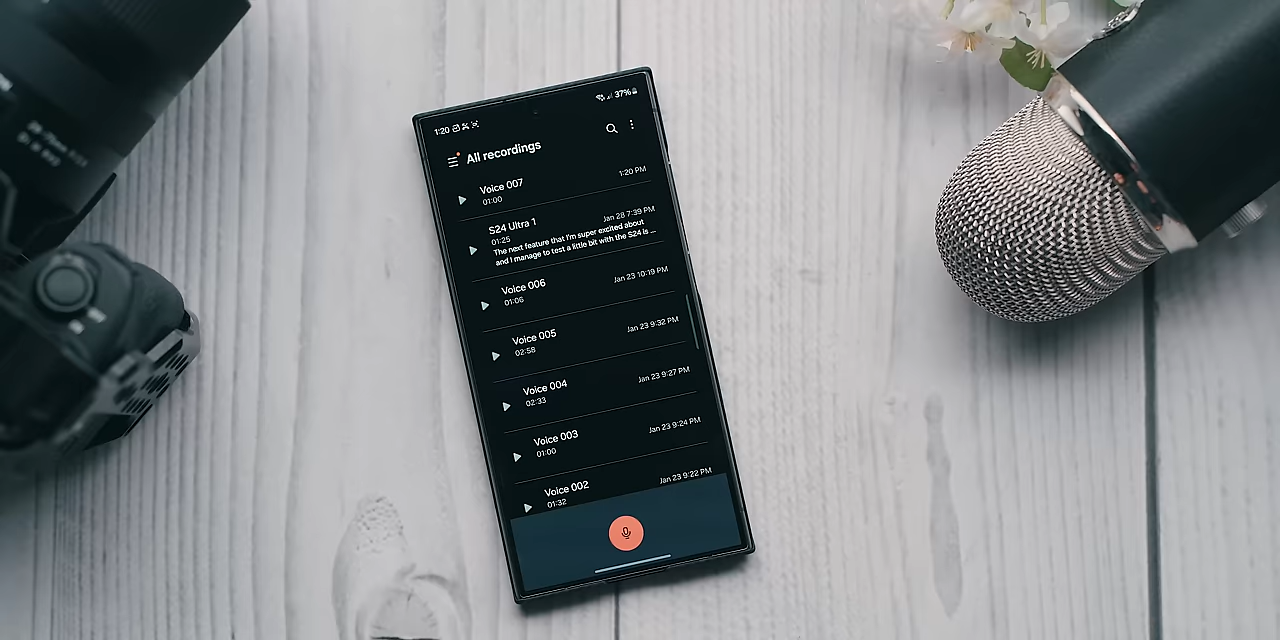 1:20
37%
All recordings
Voice 007
1:20 PM
01:00
S24 Ultra 1
Jan 28 7:39 PM
01:25
The next feature that I'm super excited about
and I manage to test a little bit with the S24 is ...
Voice 006
Jan 23 10:19 PM
01:06
Voice 005
Jan 23 9:32 PM
02:58
Voice 004
Jan 23 9:27 PM
02:33
Voice 003
Jan 23 9:24 PM
01:00
Voice 002
Jan 23 9:22 PM
01:32